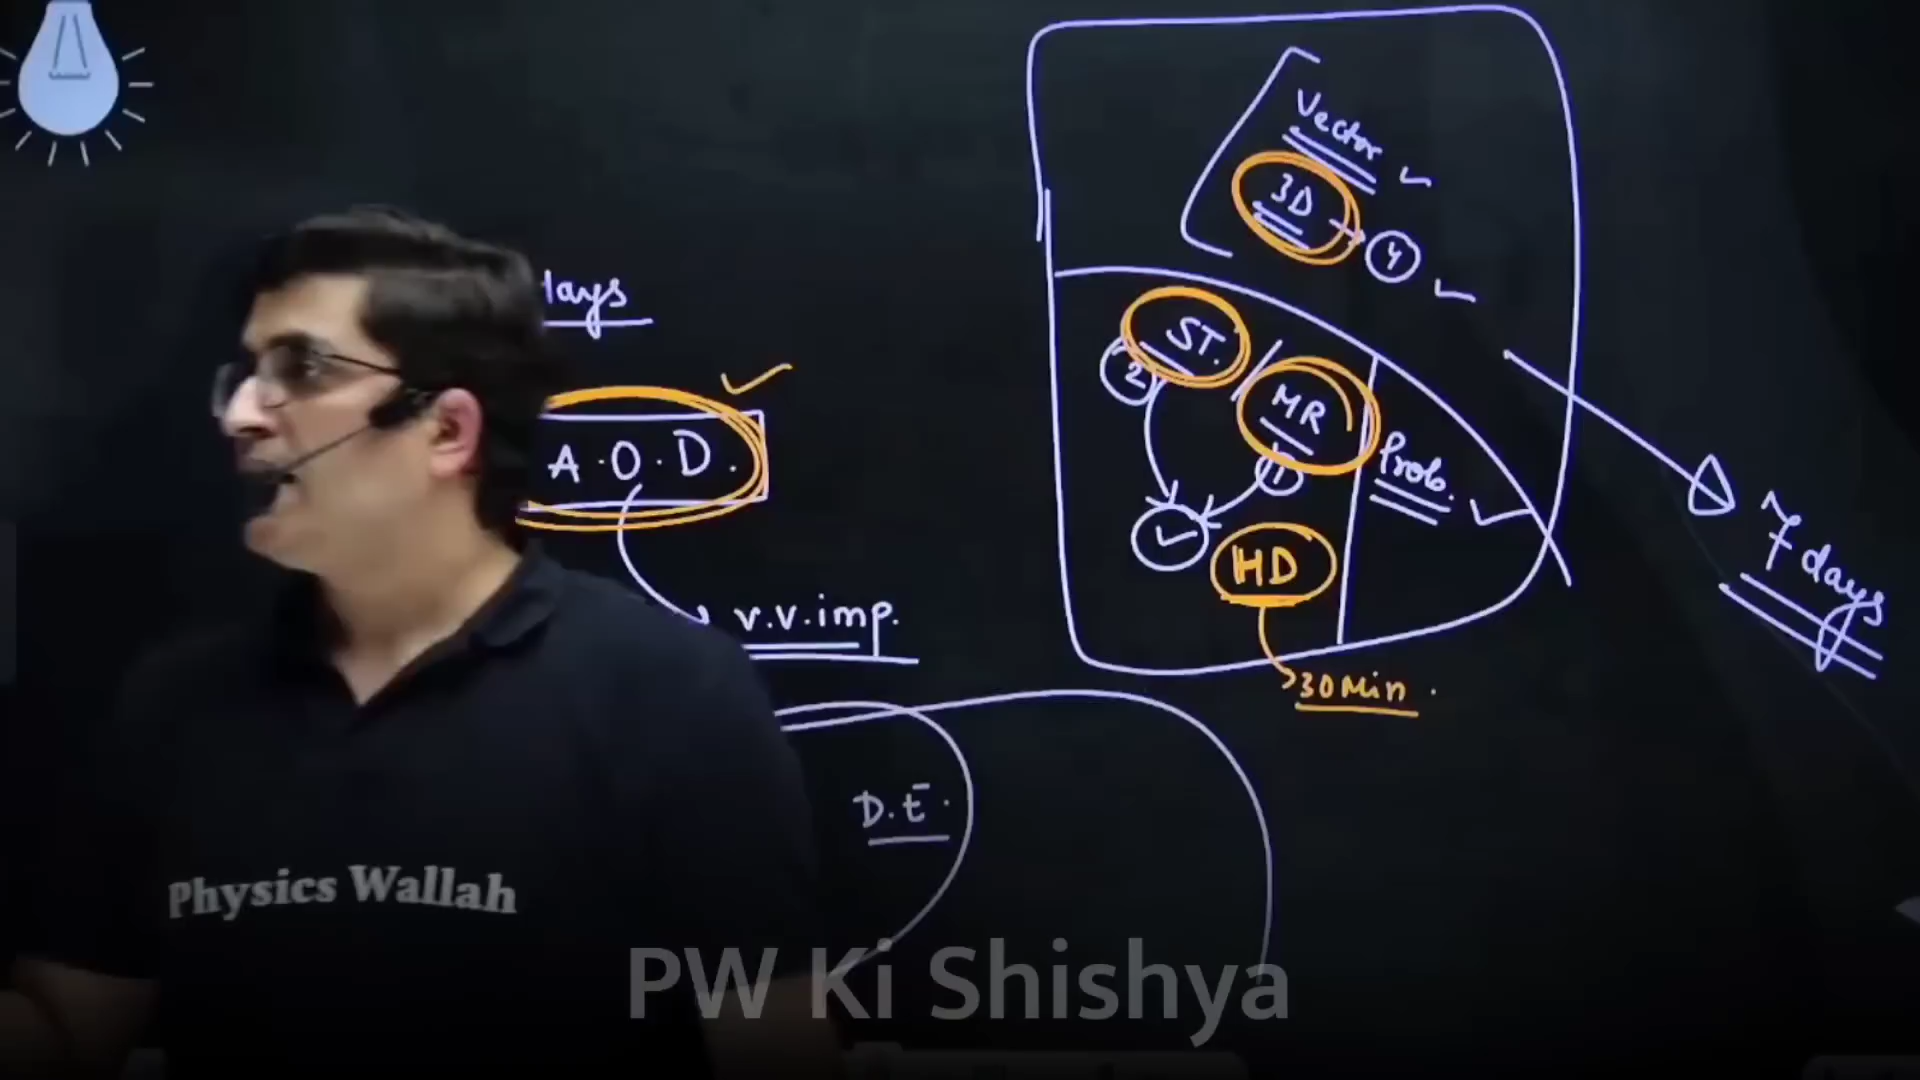 Vector
3D → 4
ST.
2
MR
1
Prob.
HD
30 Min.
7 days
days
A.O.D.
v.v.imp.
D.E.
Physics Wallah
PW Ki Shishya